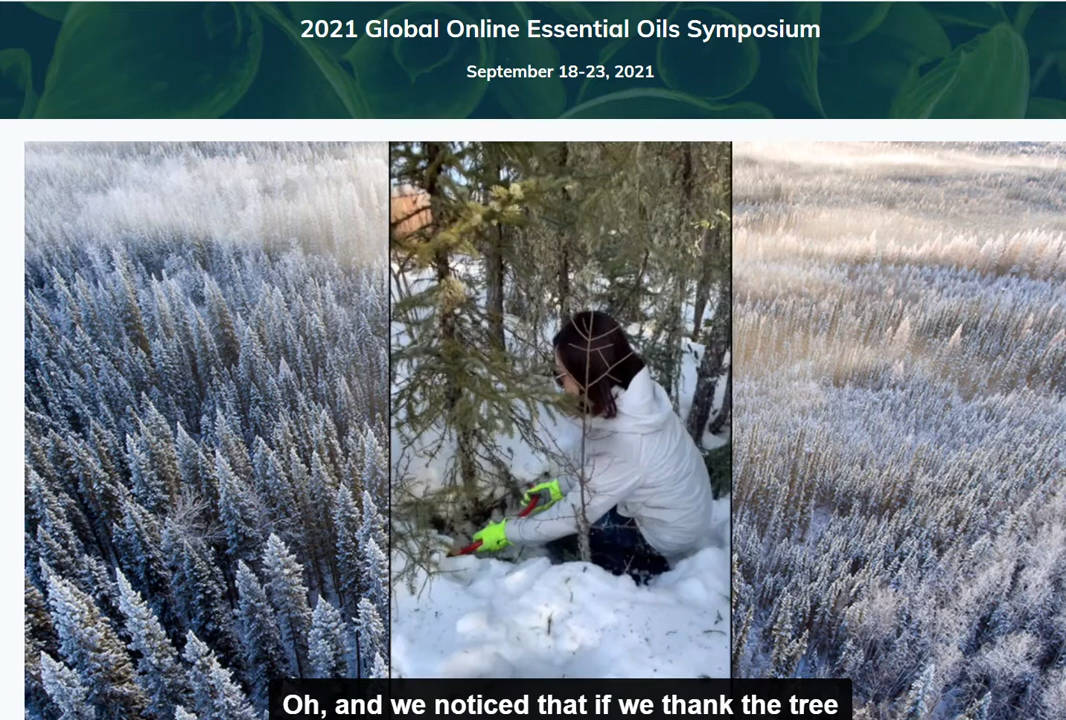 2021 Global Online Essential Oils Symposium
September 18-23, 2021
Oh, and we noticed that if we thank the tree